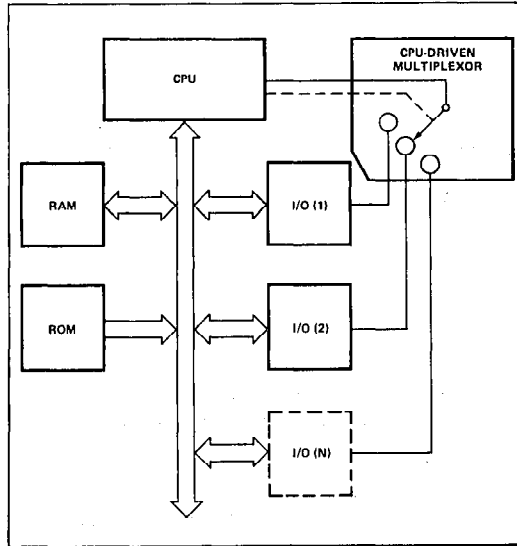 CPU
CPU-DRIVEN
MULTIPLEXOR
RAM
I/O (1)
ROM
I/O (2)
I/O (N)